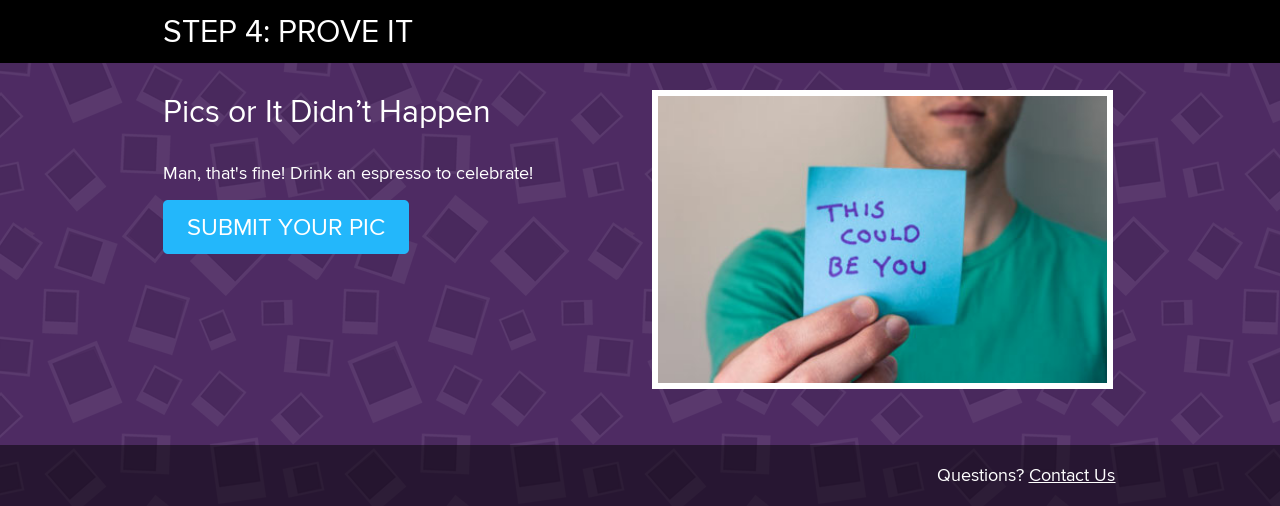 STEP 4: PROVE IT
Pics or It Didn’t Happen
Man, that's fine! Drink an espresso to celebrate!
SUBMIT YOUR PIC
THIS
COULD
BE YOU
Questions? Contact Us